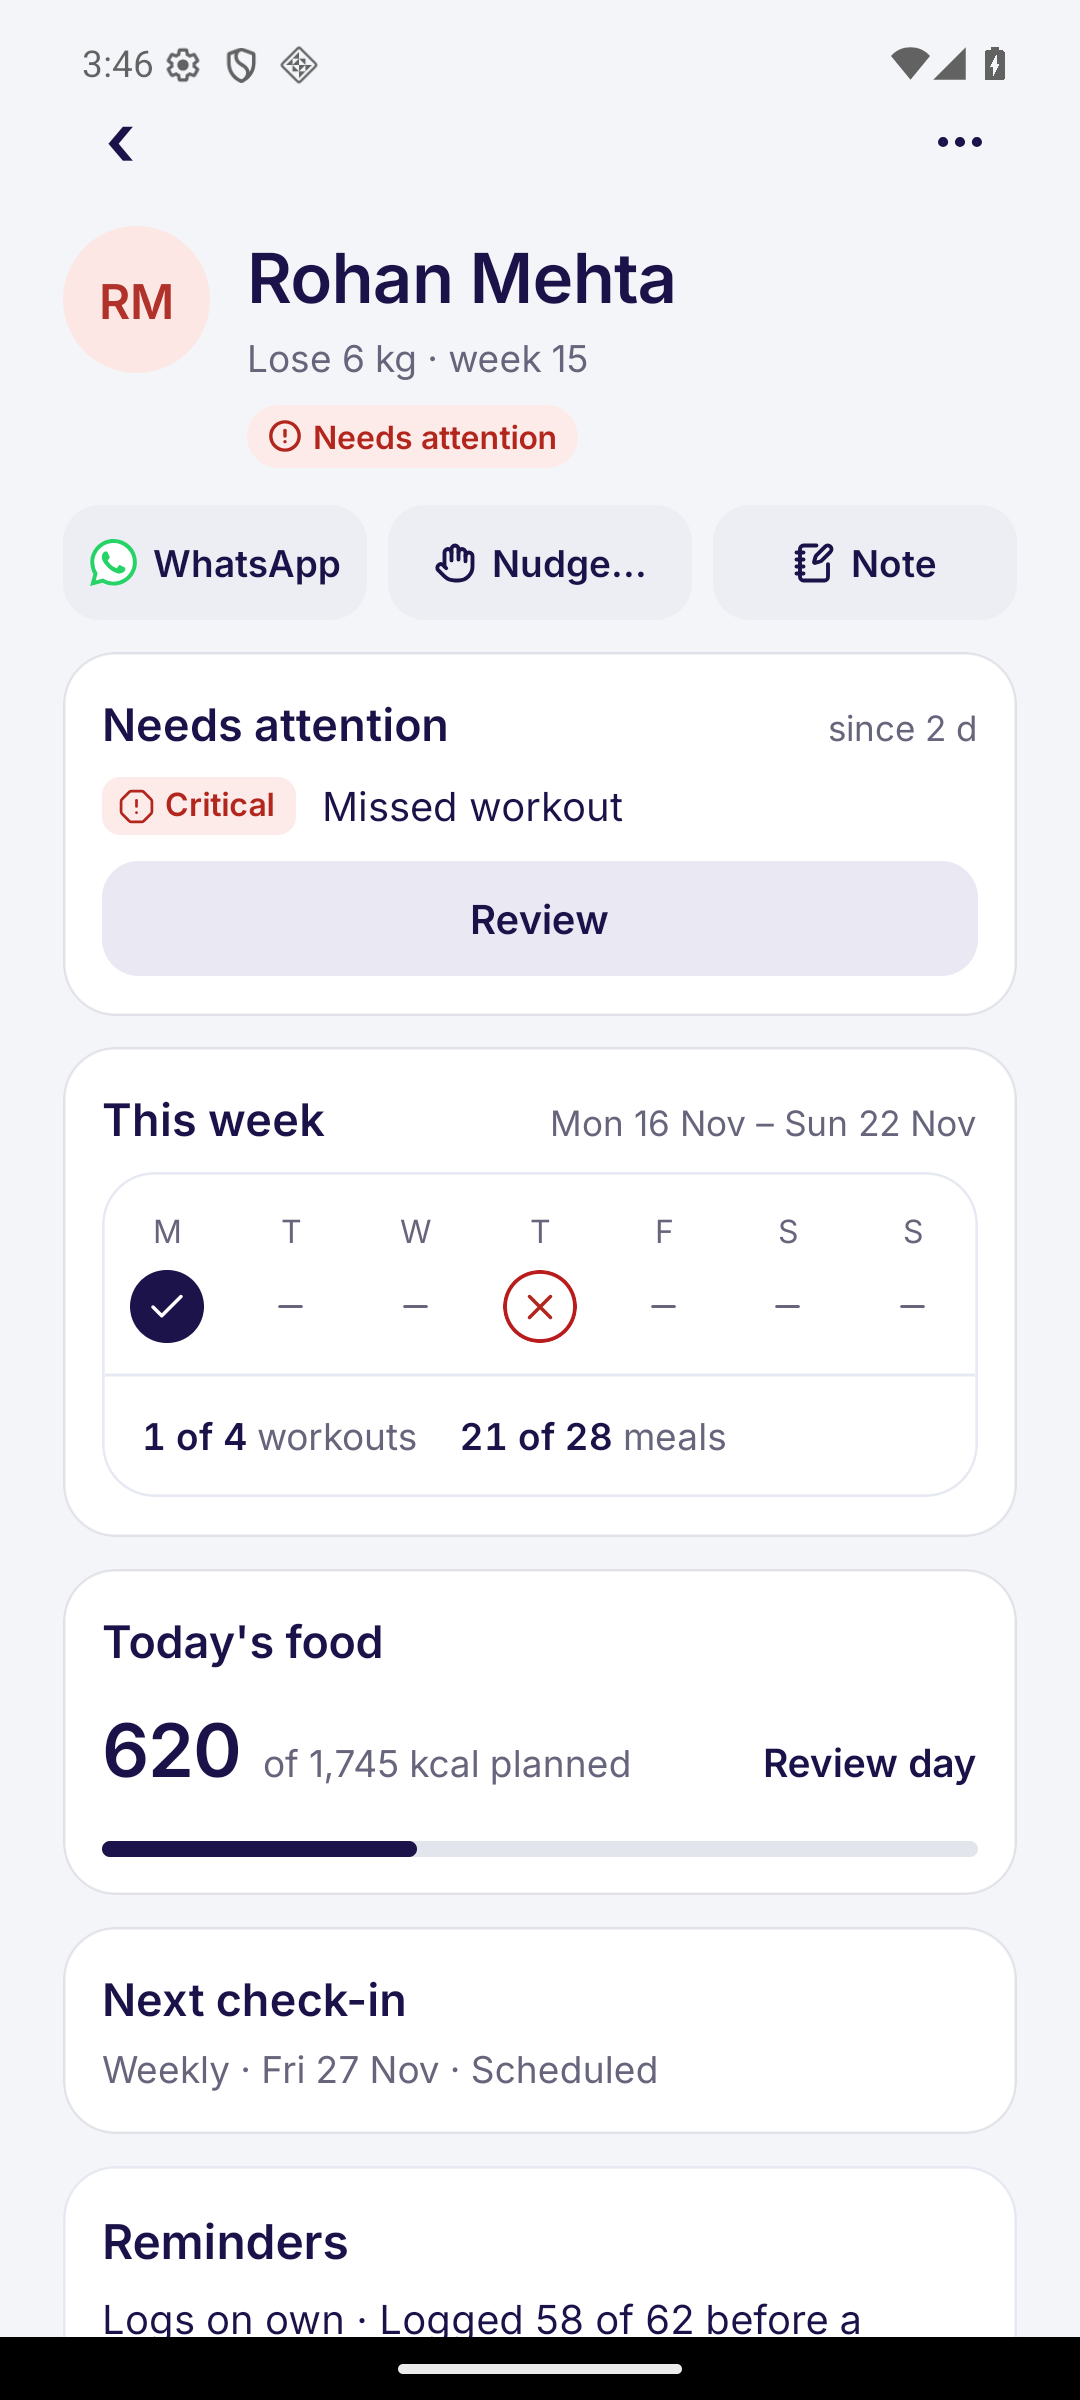 3:46
RM
Rohan Mehta
Lose 6 kg · week 15
Needs attention
WhatsApp
Nudge...
Note
Needs attention
since 2 d
Critical
Missed workout
Review
This week
Mon 16 Nov – Sun 22 Nov
M T W T F S S
1 of 4 workouts 21 of 28 meals
Today's food
620 of 1,745 kcal planned
Review day
Next check-in
Weekly · Fri 27 Nov · Scheduled
Reminders
Logs on own · Logged 58 of 62 before a